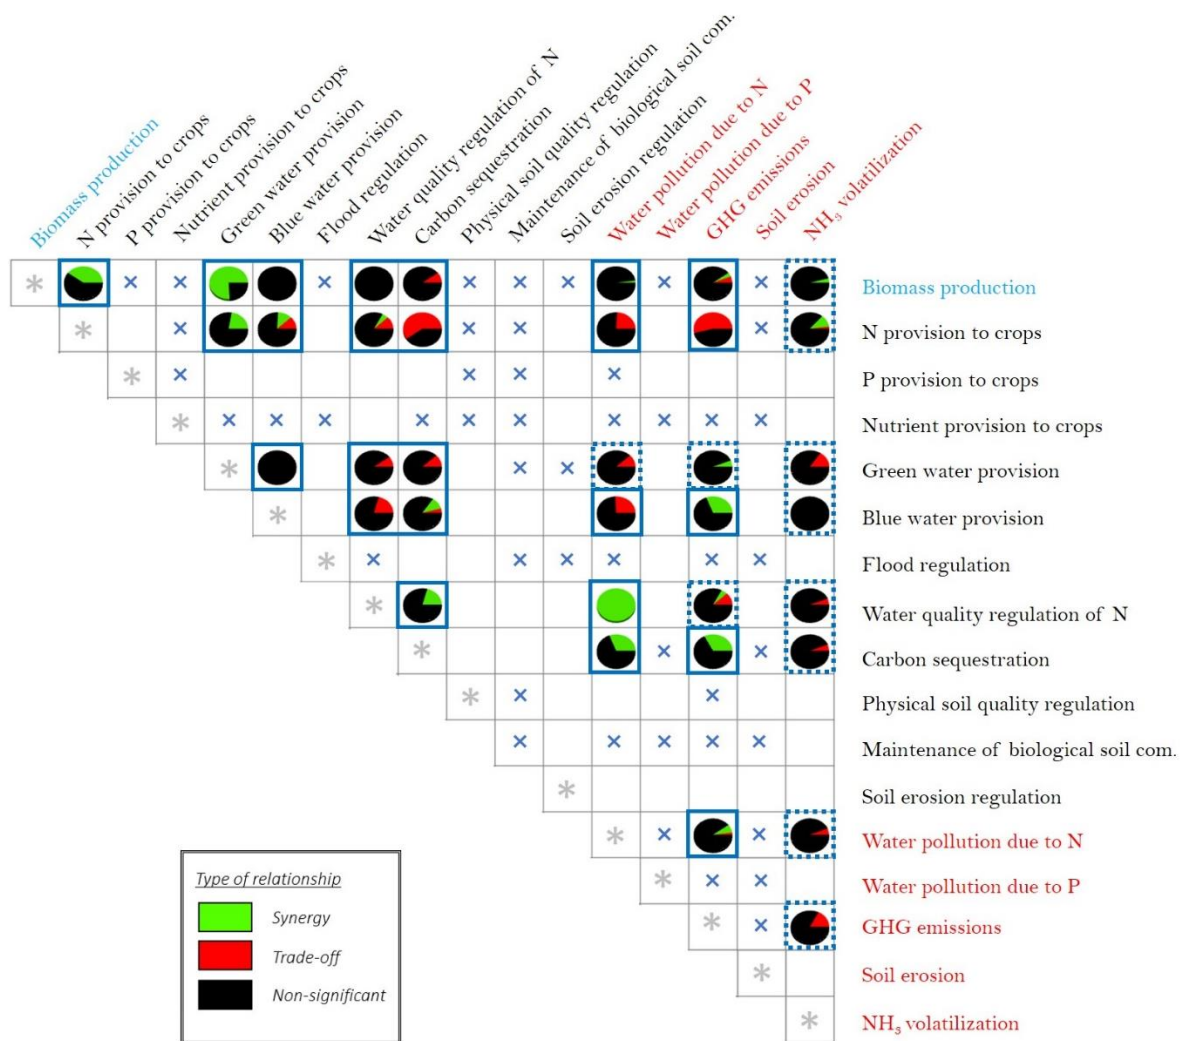 Biomass production
N provision to crops
P provision to crops
Nutrient provision to crops
Green water provision
Blue water provision
Flood regulation
Water quality regulation of N
Carbon sequestration
Physical soil quality regulation
Maintenance of biological soil com.
Soil erosion regulation
Water pollution due to N
Water pollution due to P
GHG emissions
Soil erosion
NH₃ volatilization
Biomass production
N provision to crops
P provision to crops
Nutrient provision to crops
Green water provision
Blue water provision
Flood regulation
Water quality regulation of N
Carbon sequestration
Physical soil quality regulation
Maintenance of biological soil com.
Soil erosion regulation
Water pollution due to N
Water pollution due to P
GHG emissions
Soil erosion
NH₃ volatilization
Type of relationship
Synergy
Trade-off
Non-significant